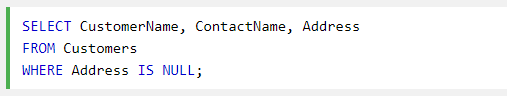 SELECT CustomerName, ContactName, Address
FROM Customers
WHERE Address IS NULL;